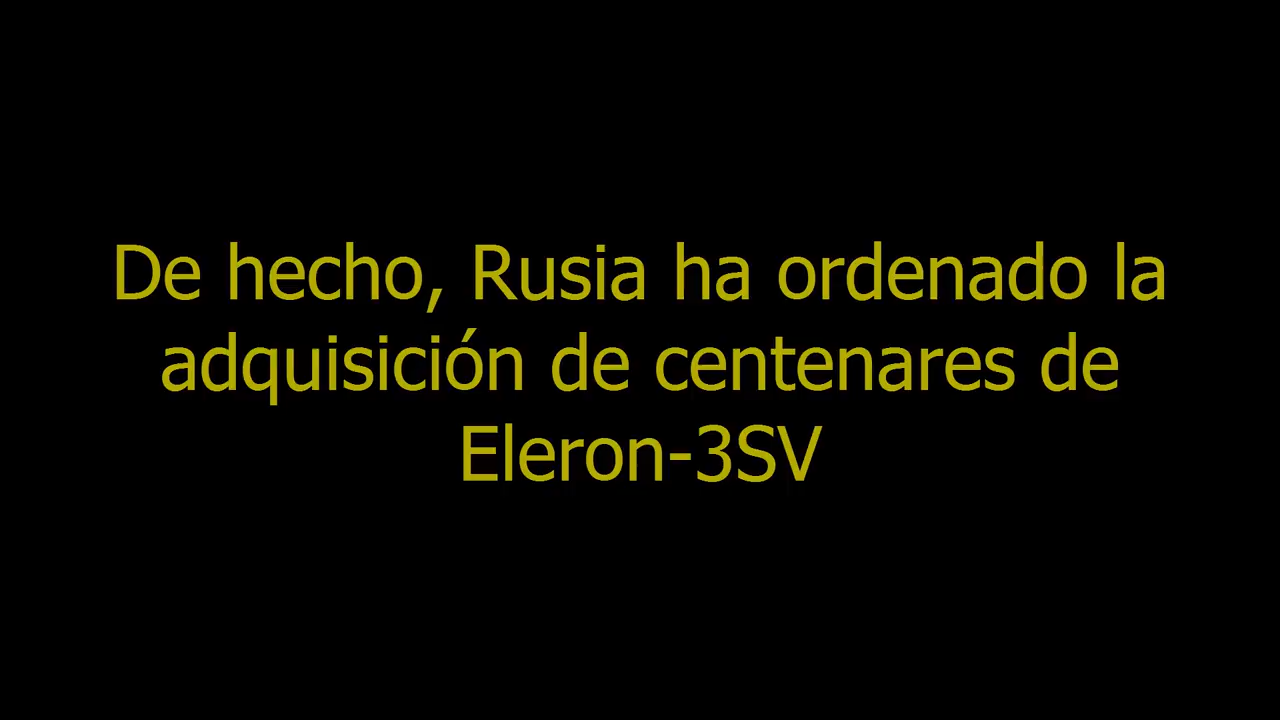 De hecho, Rusia ha ordenado la
adquisición de centenares de
Eleron-3SV